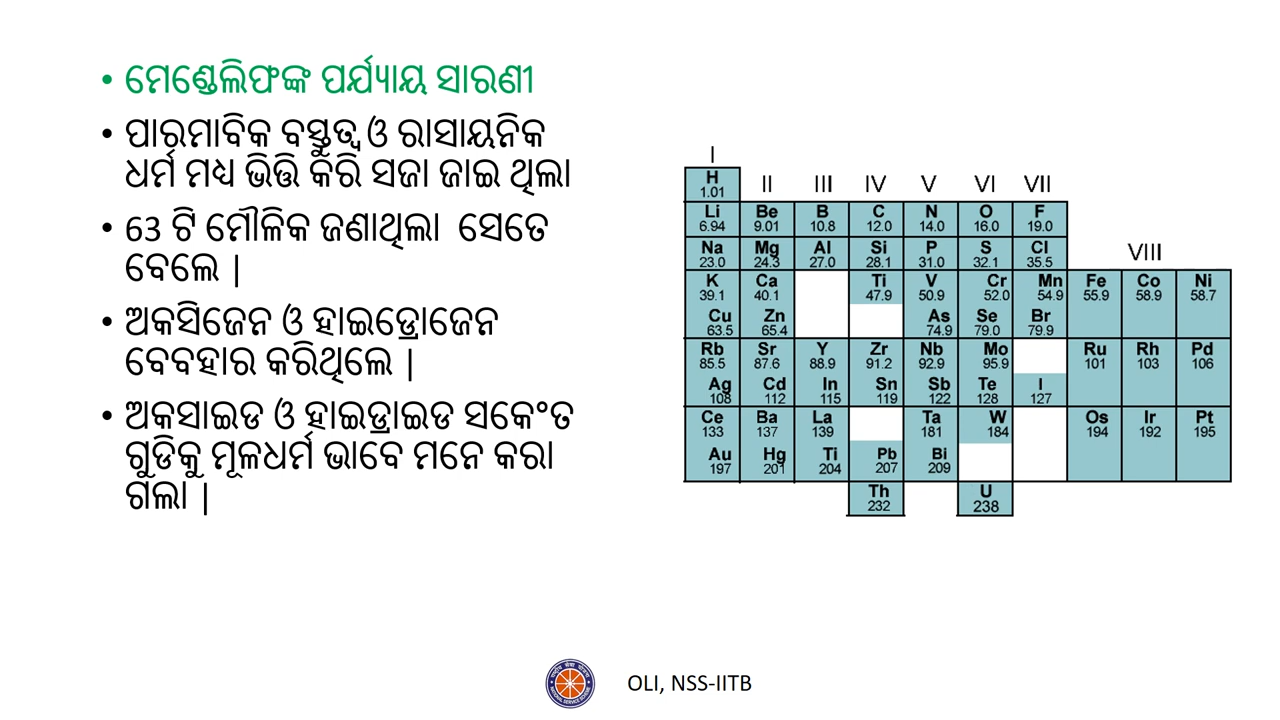 • ମେଣ୍ଡେଲିଫଙ୍କ ପର୍ଯ୍ୟାୟ ସାରଣୀ
• ପାରମାବିକ ବସ୍ତୁତ୍ୱ ଓ ରାସାୟନିକ
ଧର୍ମ ମଧ୍ୟ ଭିତ୍ତି କରି ସଜା ଜାଇ ଥିଲା
• 63 ଟି ମୌଳିକ ଜଣାଥିଲା ସେତେ
ବେଲେ |
• ଅକସିଜେନ ଓ ହାଇଡ୍ରୋଜେନ
ବେବହାର କରିଥିଲେ |
• ଅକସାଇଡ ଓ ହାଇଡ୍ରାଇଡ ସକେଂତ
ଗୁଡିକୁ ମୂଳଧର୍ମ ଭାବେ ମନେ କରା
ଗଲା |
I
H II III IV V VI VII
1.01
Li Be B C N O F
6.94 9.01 10.8 12.0 14.0 16.0 19.0
Na Mg Al Si P S Cl VIII
23.0 24.3 27.0 28.1 31.0 32.1 35.5
K Ca Ti V Cr Mn Fe Co Ni
39.1 40.1 47.9 50.9 52.0 54.9 55.9 58.9 58.7
Cu Zn As Se Br
63.5 65.4 74.9 79.0 79.9
Rb Sr Y Zr Nb Mo Ru Rh Pd
85.5 87.6 88.9 91.2 92.9 95.9 101 103 106
Ag Cd In Sn Sb Te I
108 112 115 119 122 128 127
Ce Ba La Ta W Os Ir Pt
133 137 139 181 184 194 192 195
Au Hg Ti Pb Bi
197 201 204 207 209
Th U
232 238
OLI, NSS-IITB